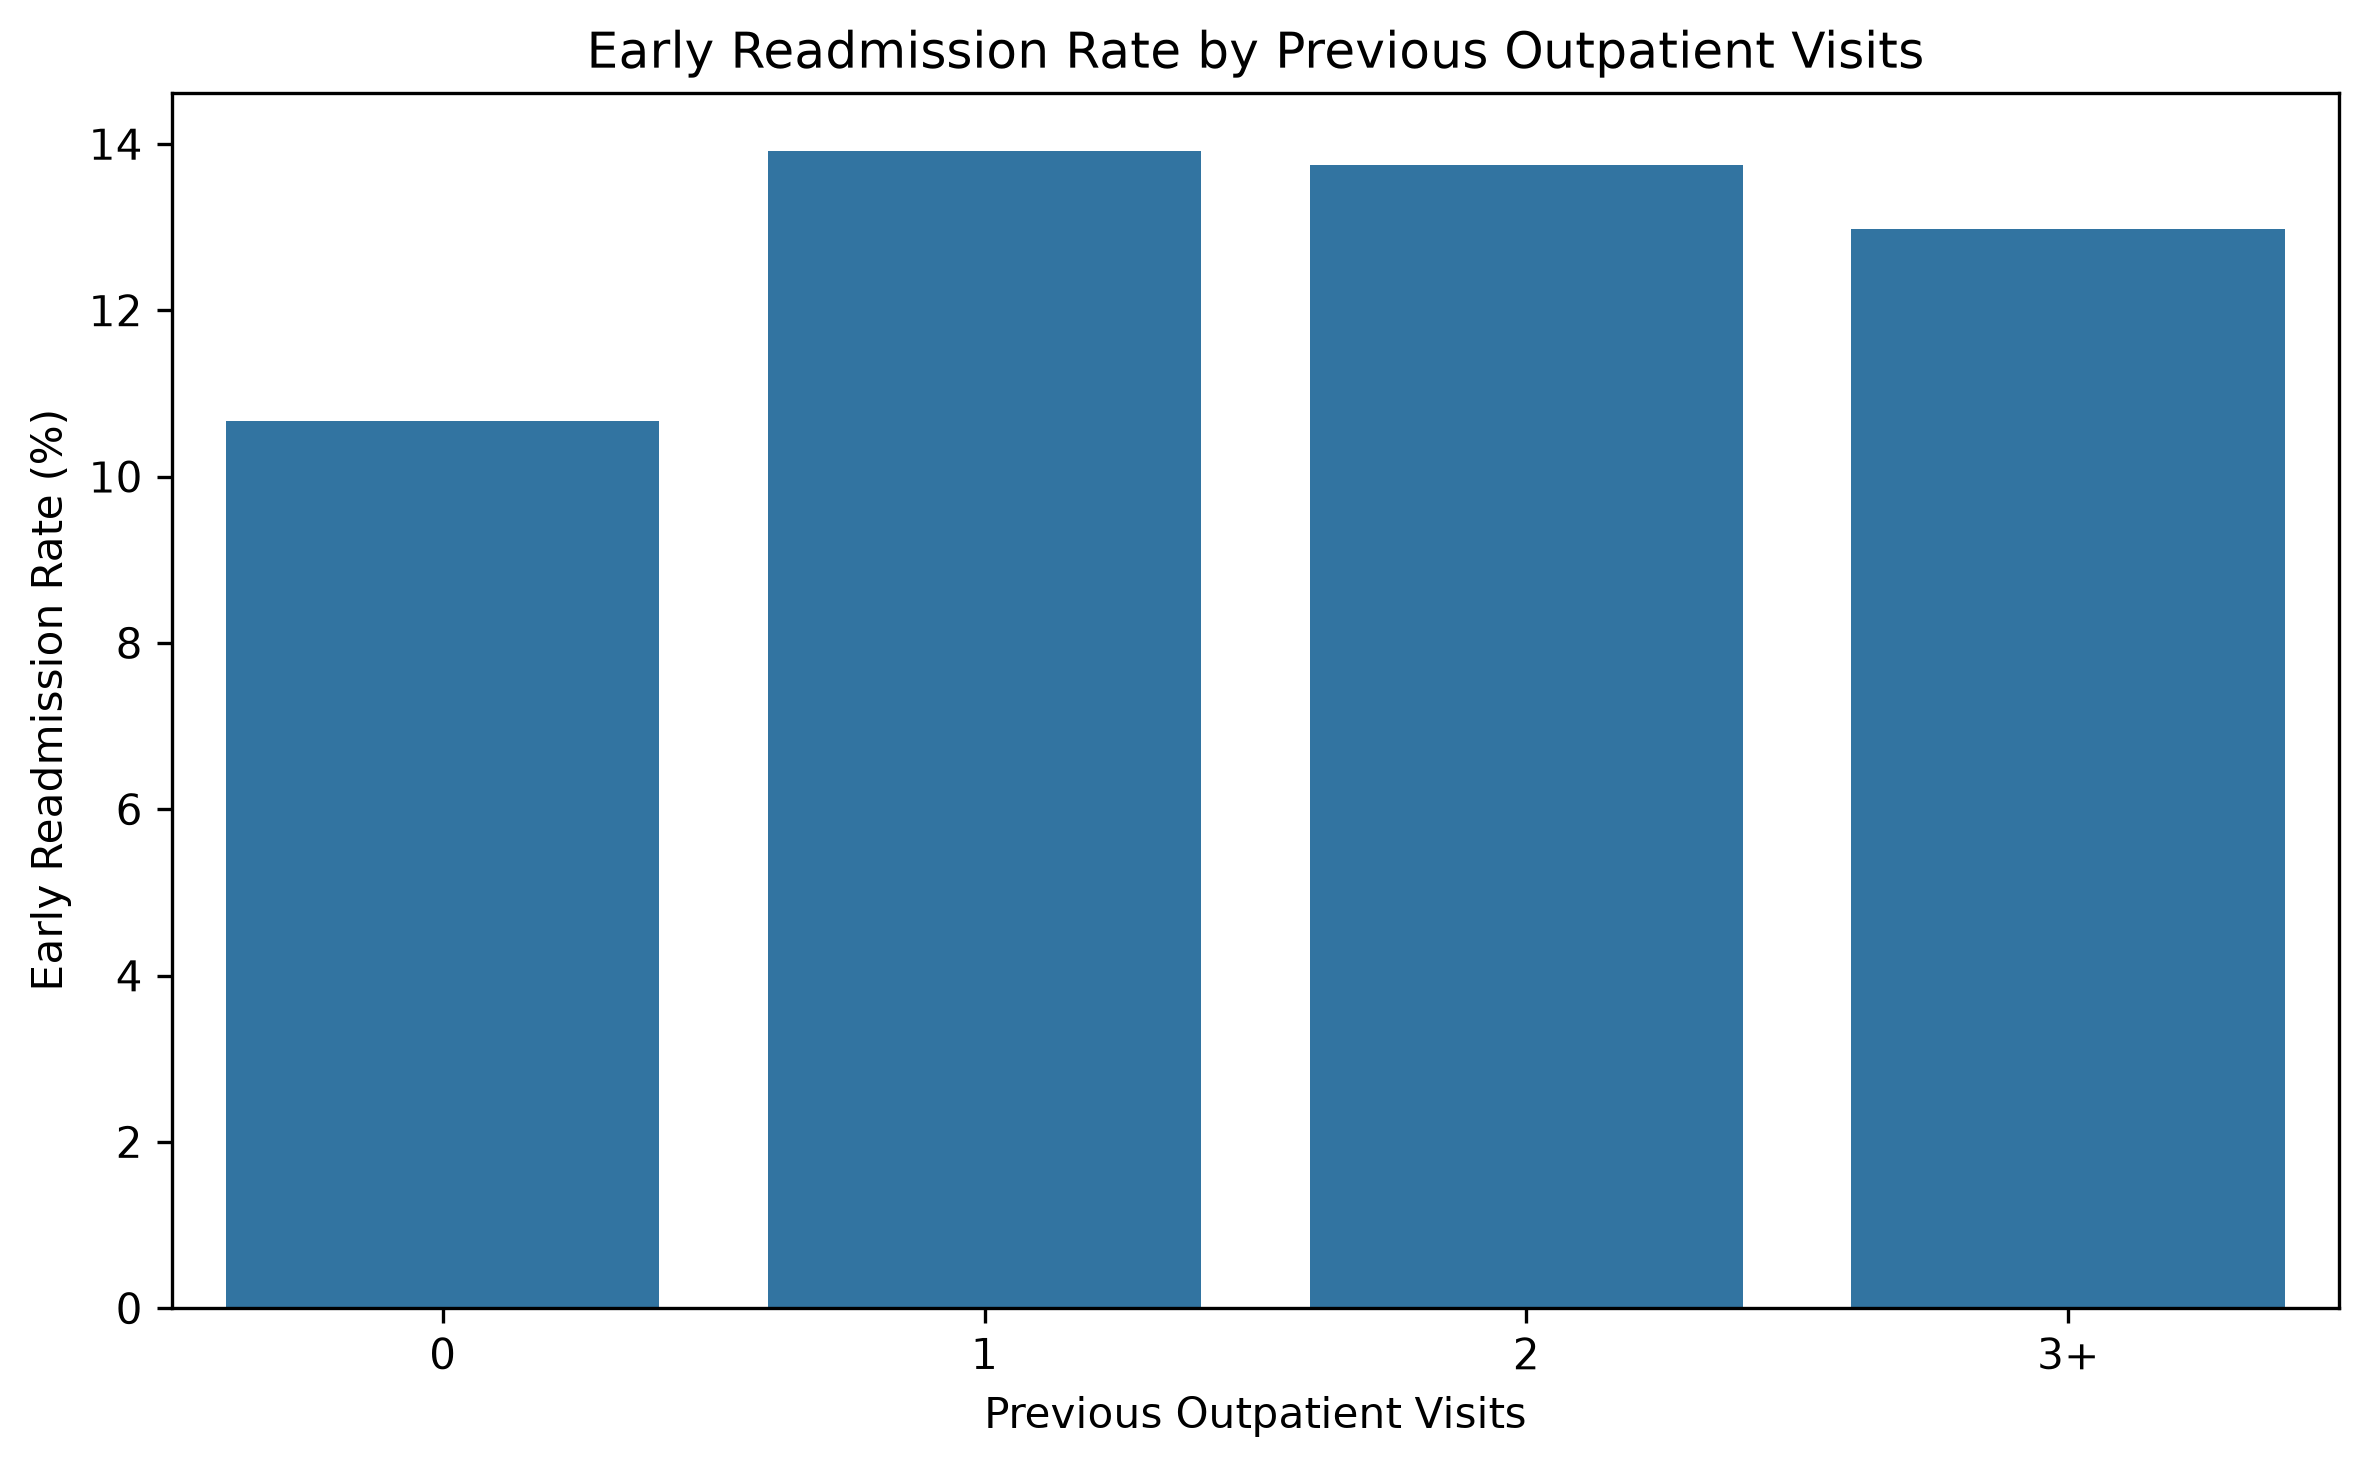 Early Readmission Rate by Previous Outpatient Visits
Early Readmission Rate (%)
14
12
10
8
6
4
2
0
0 1 2 3+
Previous Outpatient Visits